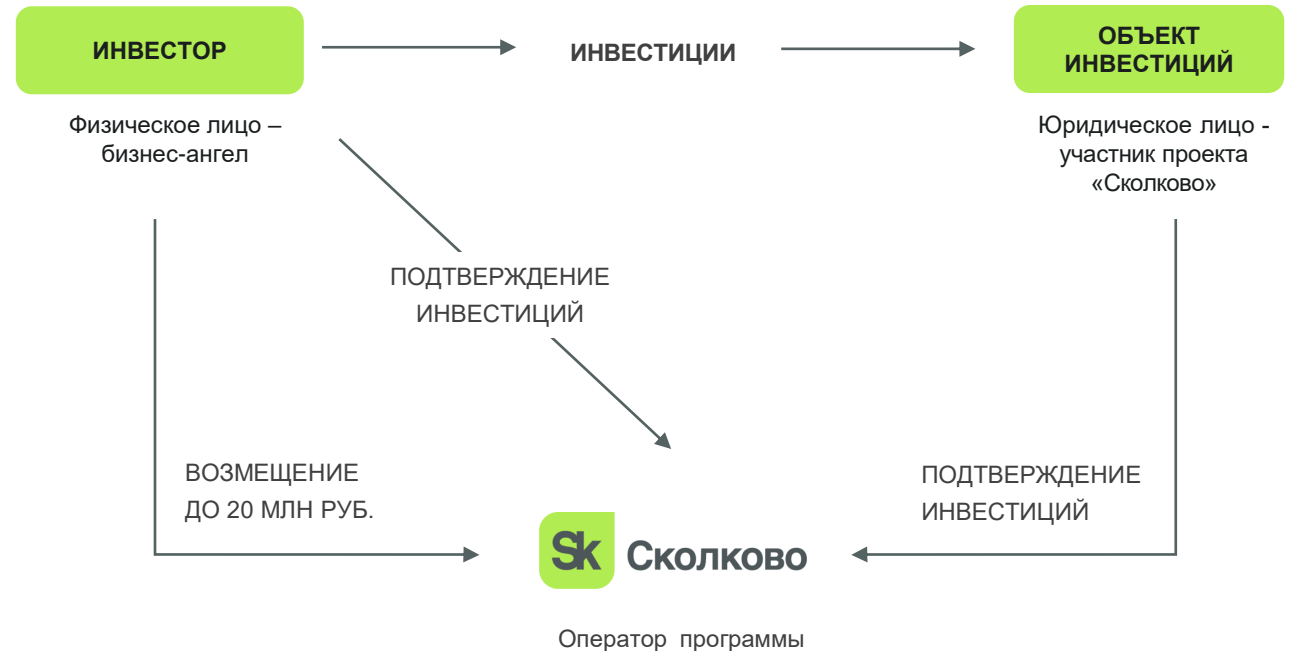 ИНВЕСТОР
ИНВЕСТИЦИИ
ОБЪЕКТ
ИНВЕСТИЦИЙ
Физическое лицо –
бизнес-ангел
Юридическое лицо -
участник проекта
«Сколково»
ПОДТВЕРЖДЕНИЕ
ИНВЕСТИЦИЙ
ВОЗМЕЩЕНИЕ
ДО 20 МЛН РУБ.
ПОДТВЕРЖДЕНИЕ
ИНВЕСТИЦИЙ
Sk Сколково
Оператор программы